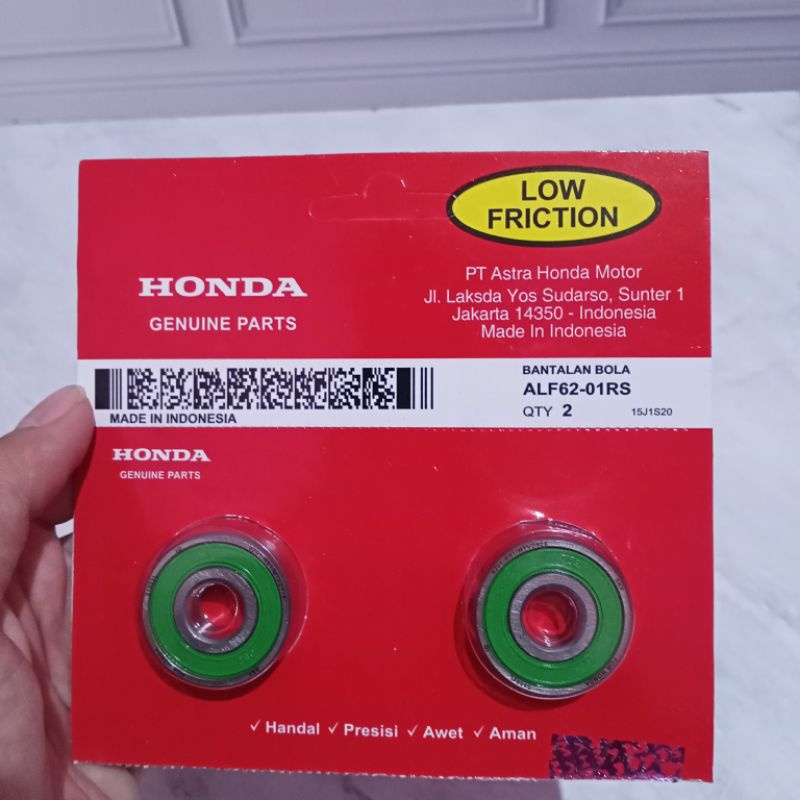 LOW
FRICTION
HONDA
GENUINE PARTS
PT Astra Honda Motor
Jl. Laksda Yos Sudarso, Sunter 1
Jakarta 14350 - Indonesia
Made In Indonesia
MADE IN INDONESIA
BANTALAN BOLA
ALF62-01RS
QTY 2
15J1S20
HONDA
GENUINE PARTS
✓ Handal ✓ Presisi ✓ Awet ✓ Aman